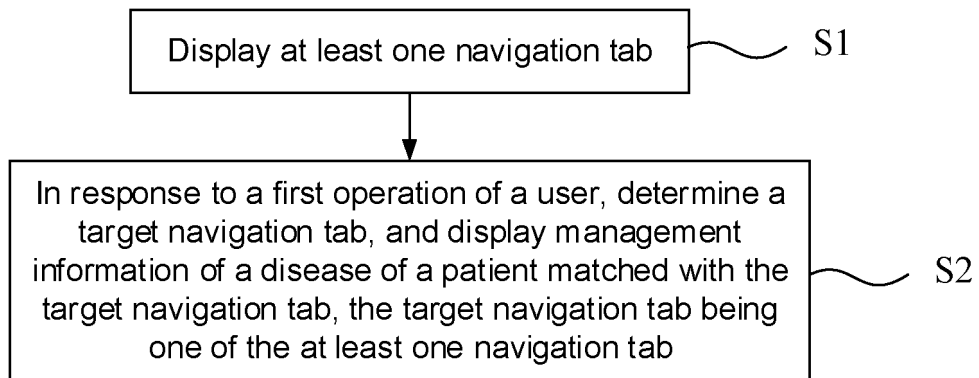 Display at least one navigation tab
S1
In response to a first operation of a user, determine a
target navigation tab, and display management
information of a disease of a patient matched with the
target navigation tab, the target navigation tab being
one of the at least one navigation tab
S2